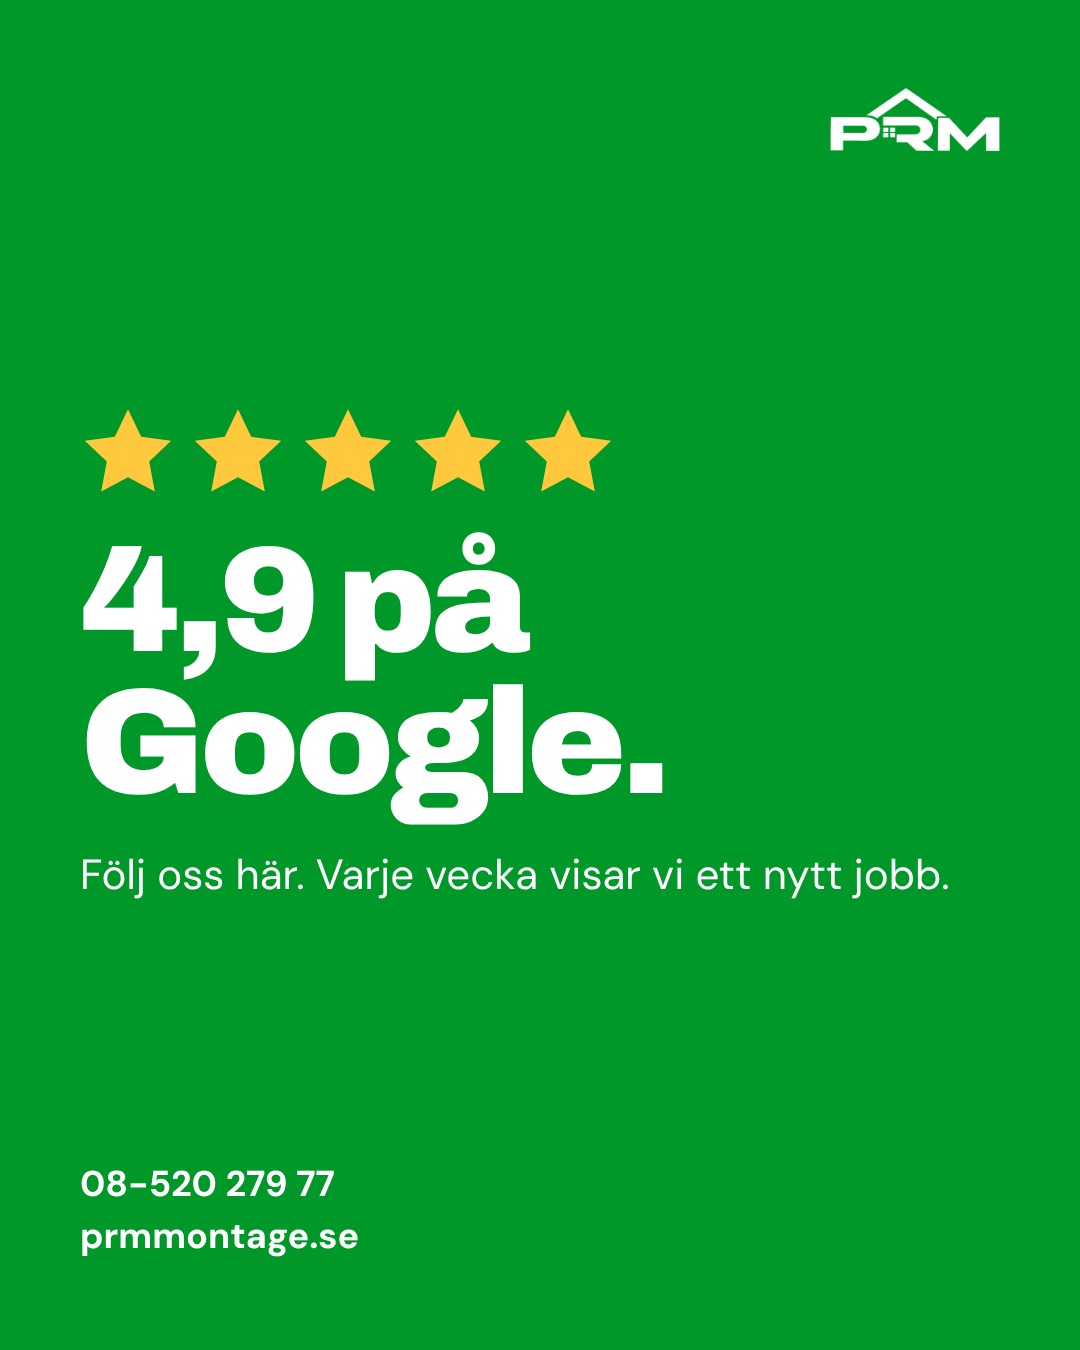 PRM
4,9 på
Google.
Följ oss här. Varje vecka visar vi ett nytt jobb.
08-520 279 77
prmmontage.se